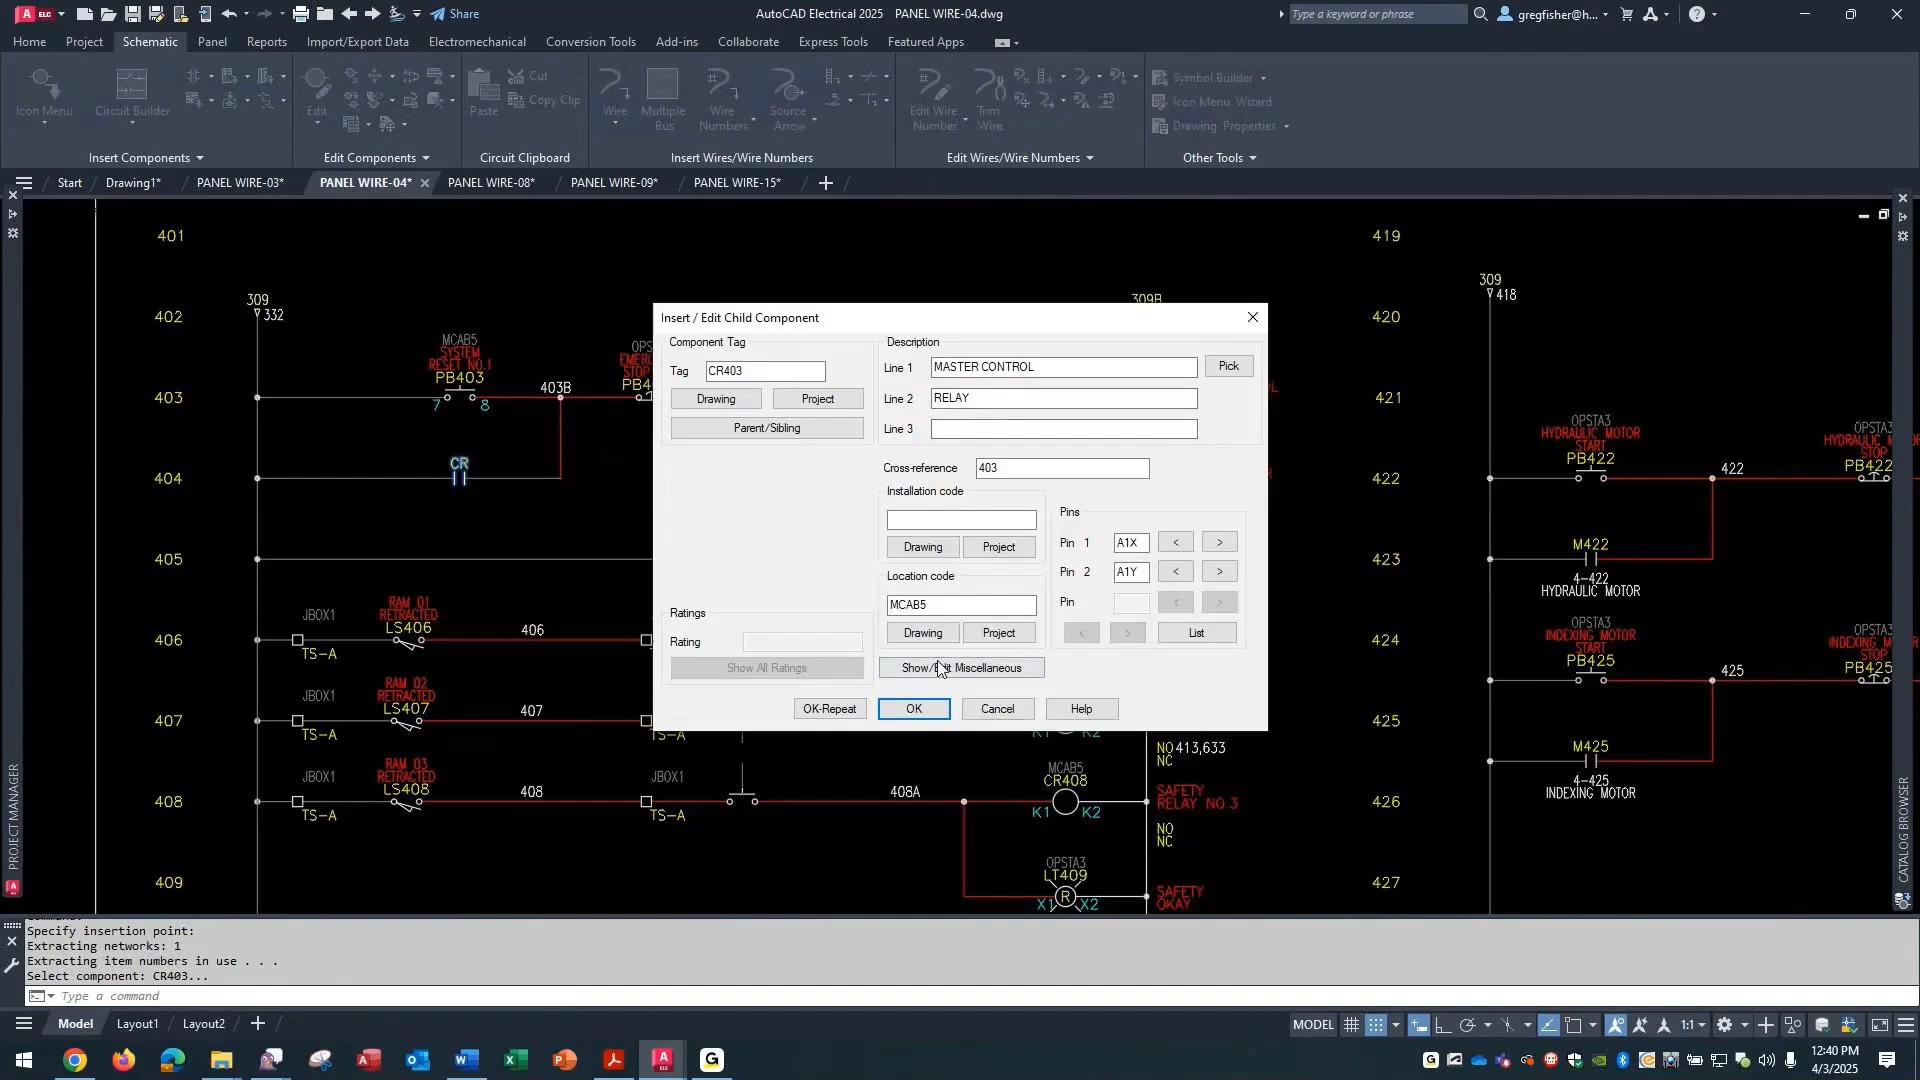 AutoCAD Electrical 2025 PANEL WIRE-04.dwg
Share
Type a keyword or phrase
gregfisher@h...
Home Project Schematic Panel Reports Import/Export Data Electromechanical Conversion Tools Add-ins Collaborate Express Tools Featured Apps
Icon Menu
Circuit Builder
Insert Components
Edit
Edit Components
Paste
Cut
Copy Clip
Circuit Clipboard
Wire
Multiple Bus
Wire Numbers
Source Arrow
Insert Wires/Wire Numbers
Edit Wire Number
Trim Wire
Edit Wires/Wire Numbers
Symbol Builder
Icon Menu Wizard
Drawing Properties
Other Tools
Start Drawing1* PANEL WIRE-03* PANEL WIRE-04* PANEL WIRE-08* PANEL WIRE-09* PANEL WIRE-15*
PROJECT MANAGER
CATALOG BROWSER
401
402
403
404
405
406
407
408
409
309
332
MCAB5
SYSTEM
RESET NO.1
PB403
7 8
403B
CR
JBOX1
TS-A
RAM 01
RETRACTED
LS406
406
JBOX1
TS-A
RAM 02
RETRACTED
LS407
407
TS-A
JBOX1
TS-A
RAM 03
RETRACTED
LS408
408
JBOX1
TS-A
408A
MCAB5
CR408
K1 K2
NO 413,633
NC
SAFETY
RELAY NO.3
NO
NC
OPSTA3
LT409
R
X1 X2
SAFETY
OKAY
Insert / Edit Child Component
Component Tag
Tag CR403
Drawing Project
Parent/Sibling
Description
Line 1 MASTER CONTROL
Pick
Line 2 RELAY
Line 3
Cross-reference 403
Installation code
Drawing Project
Location code
MCAB5
Drawing Project
Pins
Pin 1 A1X < >
Pin 2 A1Y < >
Pin < >
< > List
Ratings
Rating
Show All Ratings
Show/Edit Miscellaneous
OK-Repeat OK Cancel Help
419
420
421
422
423
424
425
426
427
309
418
OPSTA3
HYDRAULIC MOTOR
START
PB422
422
OPSTA3
STOP
PB422
M422
4-422
HYDRAULIC MOTOR
OPSTA3
INDEXING MOTOR
START
PB425
425
OPSTA3
STOP
PB425
M425
4-425
INDEXING MOTOR
Specify insertion point:
Extracting networks: 1
Extracting item numbers in use . . .
Select component: CR403...
Type a command
Model Layout1 Layout2
MODEL
1:1
12:40 PM
4/3/2025